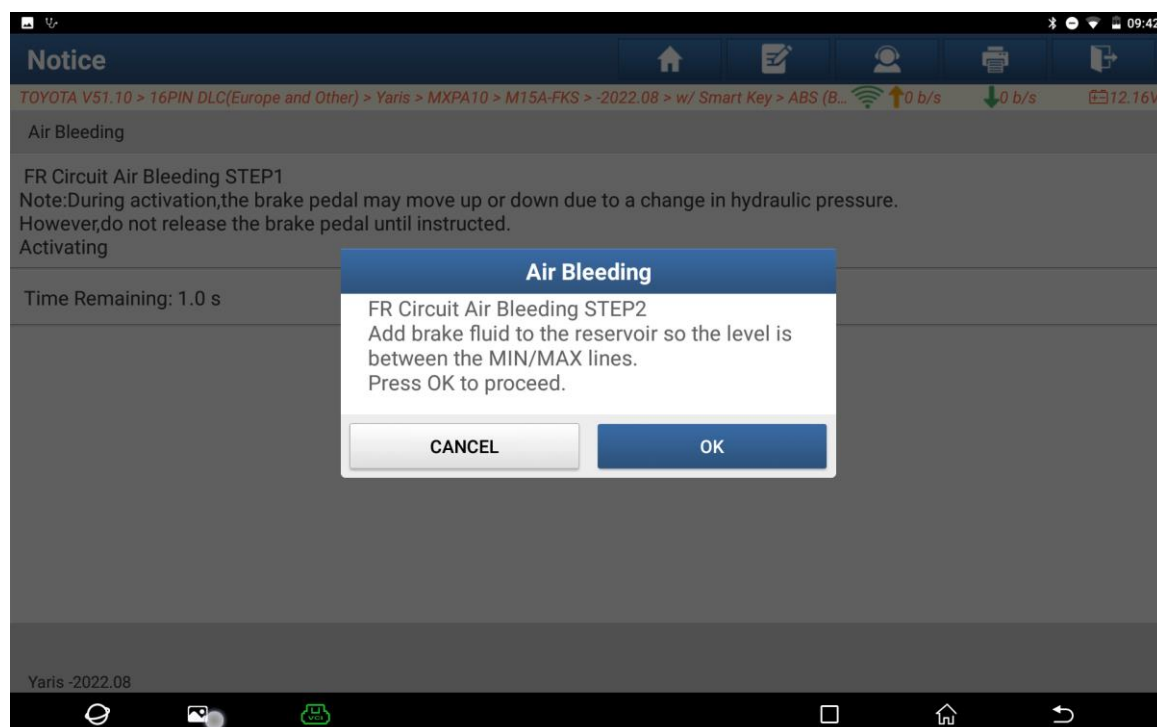 09:42
Notice
TOYOTA V51.10 > 16PIN DLC(Europe and Other) > Yaris > MXPA10 > M15A-FKS > -2022.08 > w/ Smart Key > ABS (B... 0 b/s 0 b/s 12.16V
Air Bleeding
FR Circuit Air Bleeding STEP1
Note:During activation,the brake pedal may move up or down due to a change in hydraulic pressure.
However,do not release the brake pedal until instructed.
Activating
Time Remaining: 1.0 s
Air Bleeding
FR Circuit Air Bleeding STEP2
Add brake fluid to the reservoir so the level is
between the MIN/MAX lines.
Press OK to proceed.
CANCEL OK
Yaris -2022.08
VCI